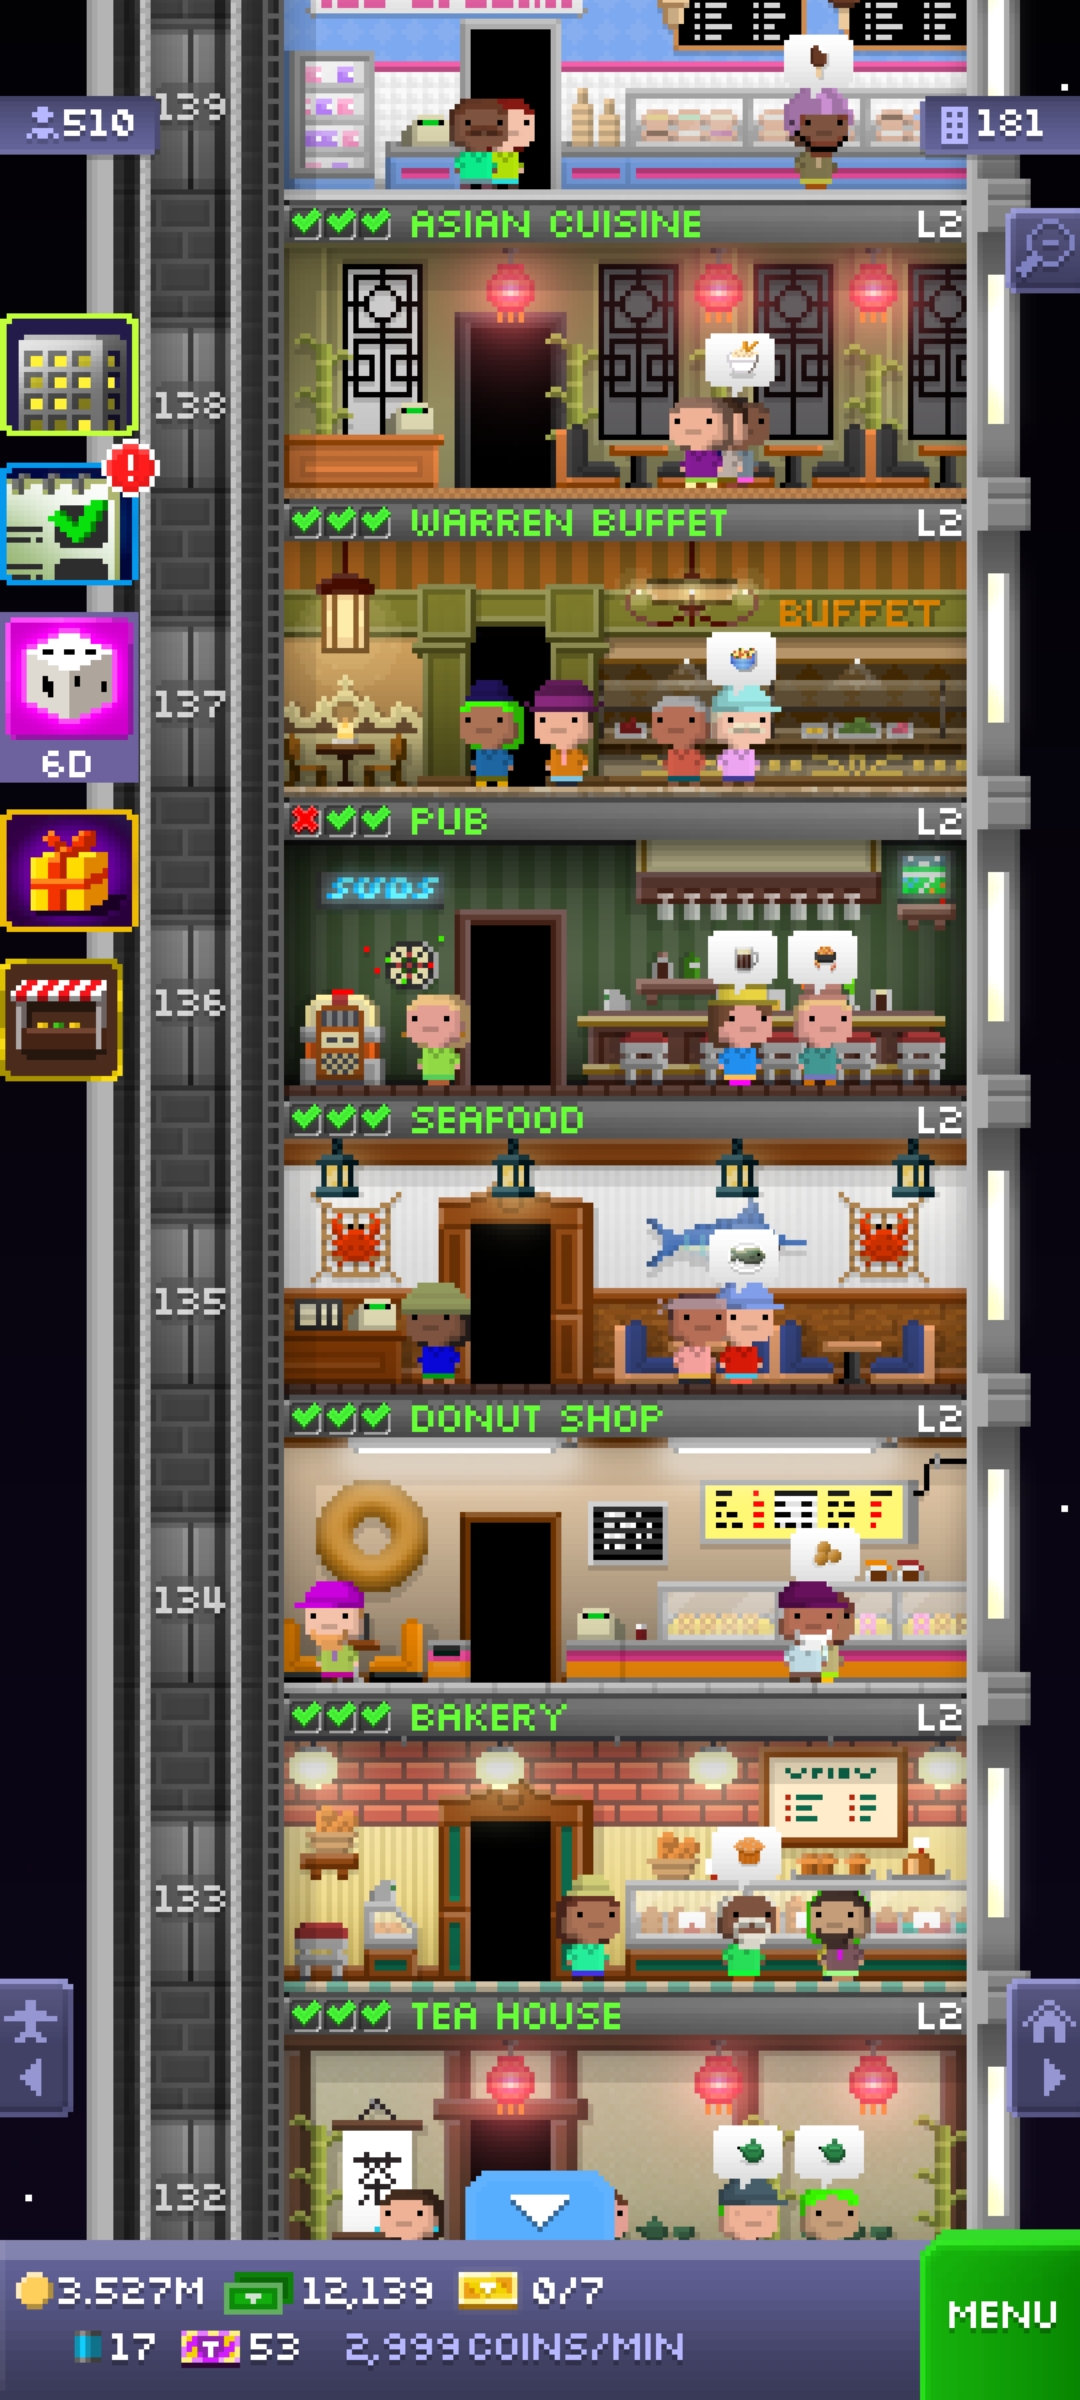 139
510
181
ASIAN CUISINE L2
138
WARREN BUFFET L2
BUFFET
137
6D
PUB L2
SUDS
136
SEAFOOD L2
135
DONUT SHOP L2
134
BAKERY L2
133
TEA HOUSE L2
132
3.527M 12,139 0/7
MENU
17 53 2,999 COINS/MIN